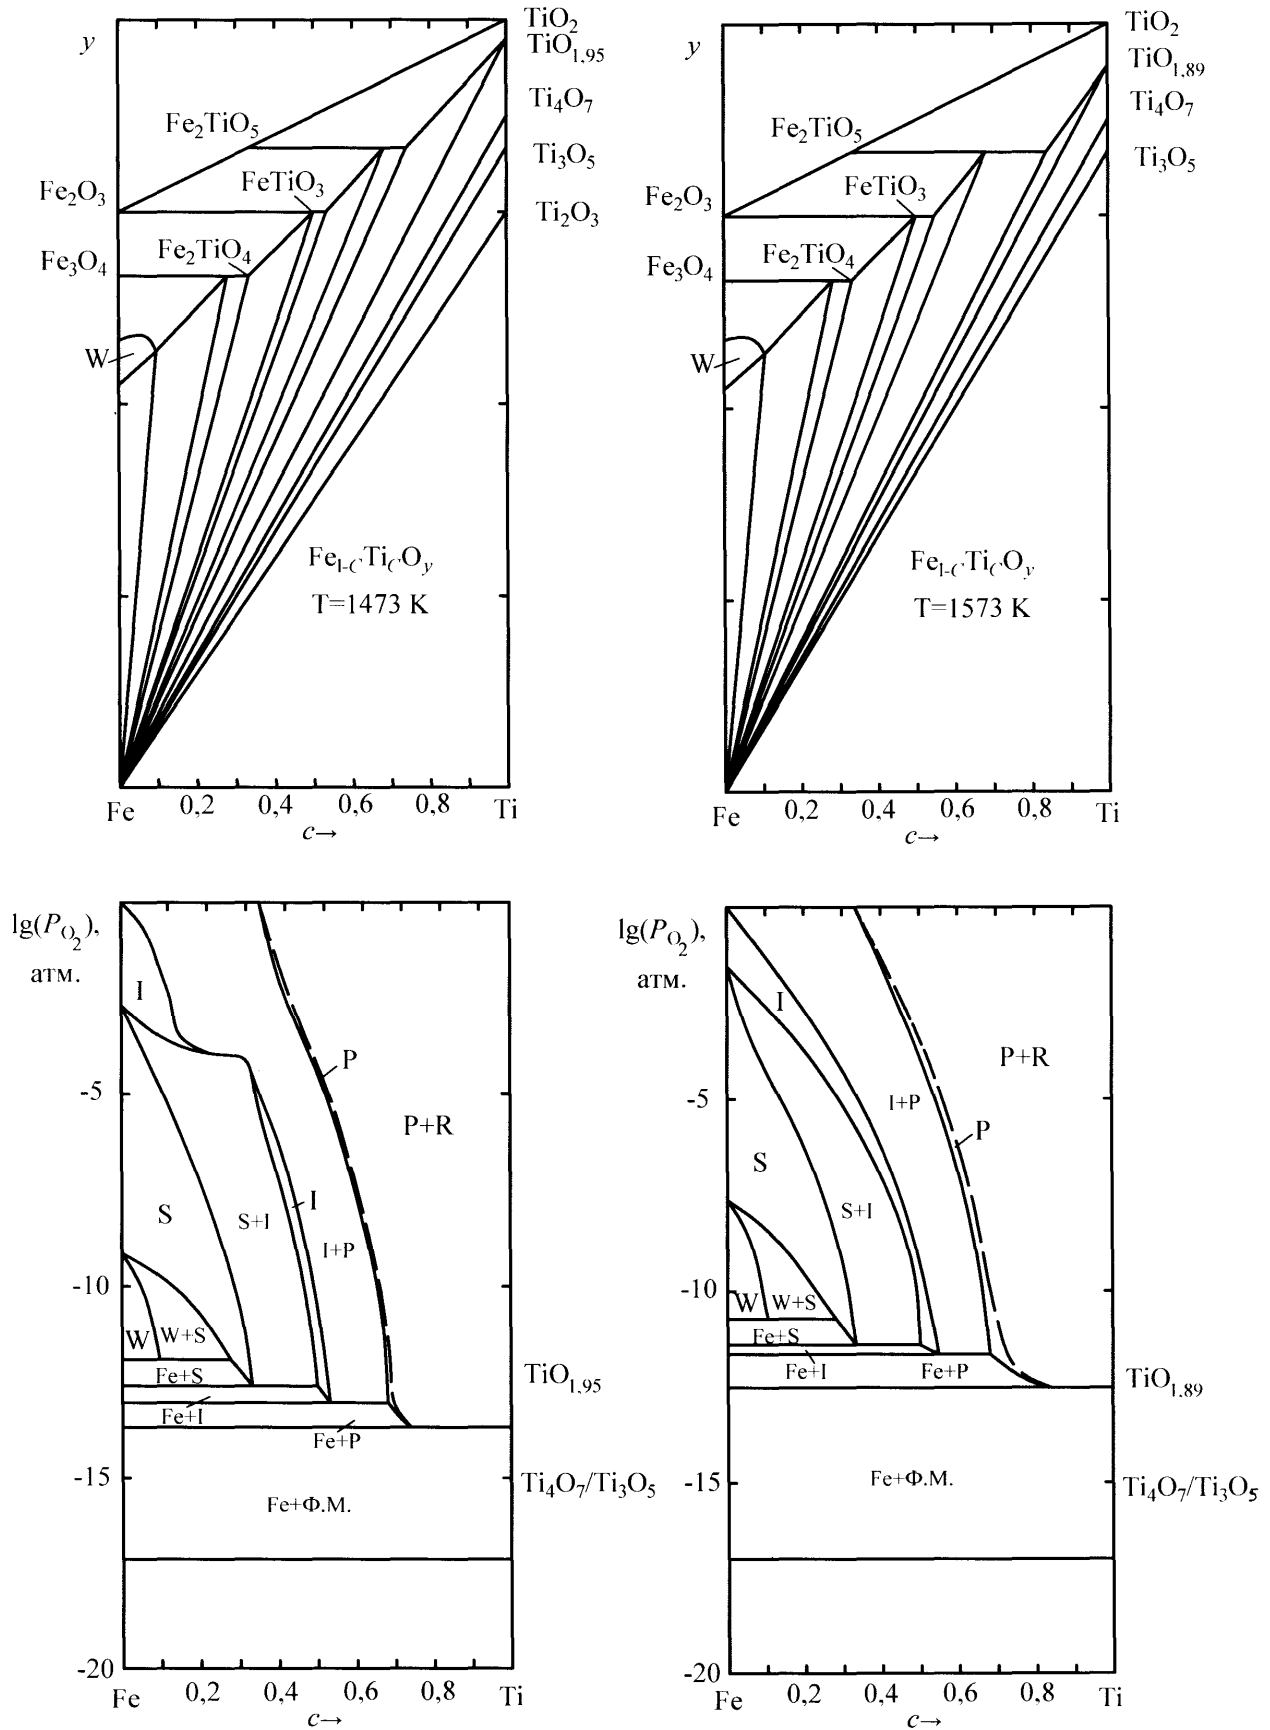 y
TiO2
TiO1,95
Ti4O7
Fe2TiO5
Ti3O5
FeTiO3
Fe2O3
Ti2O3
Fe2TiO4
Fe3O4
W
Fe1-CTiCOy
T=1473 K
Fe 0,2 0,4 0,6 0,8 Ti
c→
y
TiO2
TiO1,89
Ti4O7
Fe2TiO5
Ti3O5
FeTiO3
Fe2O3
Fe2TiO4
Fe3O4
W
Fe1-CTiCOy
T=1573 K
Fe 0,2 0,4 0,6 0,8 Ti
c→
lg(PO2),
атм.
I
P
-5
P+R
I
S
S+I
I+P
-10
W
W+S
Fe+S
TiO1,95
Fe+I
Fe+P
-15
Ti4O7/Ti3O5
Fe+Ф.М.
-20
Fe 0,2 0,4 0,6 0,8 Ti
c→
lg(PO2),
атм.
I
P+R
-5
I+P
P
S
S+I
-10
W
W+S
Fe+S
Fe+I
Fe+P
TiO1,89
-15
Fe+Ф.М.
Ti4O7/Ti3O5
-20
Fe 0,2 0,4 0,6 0,8 Ti
c→